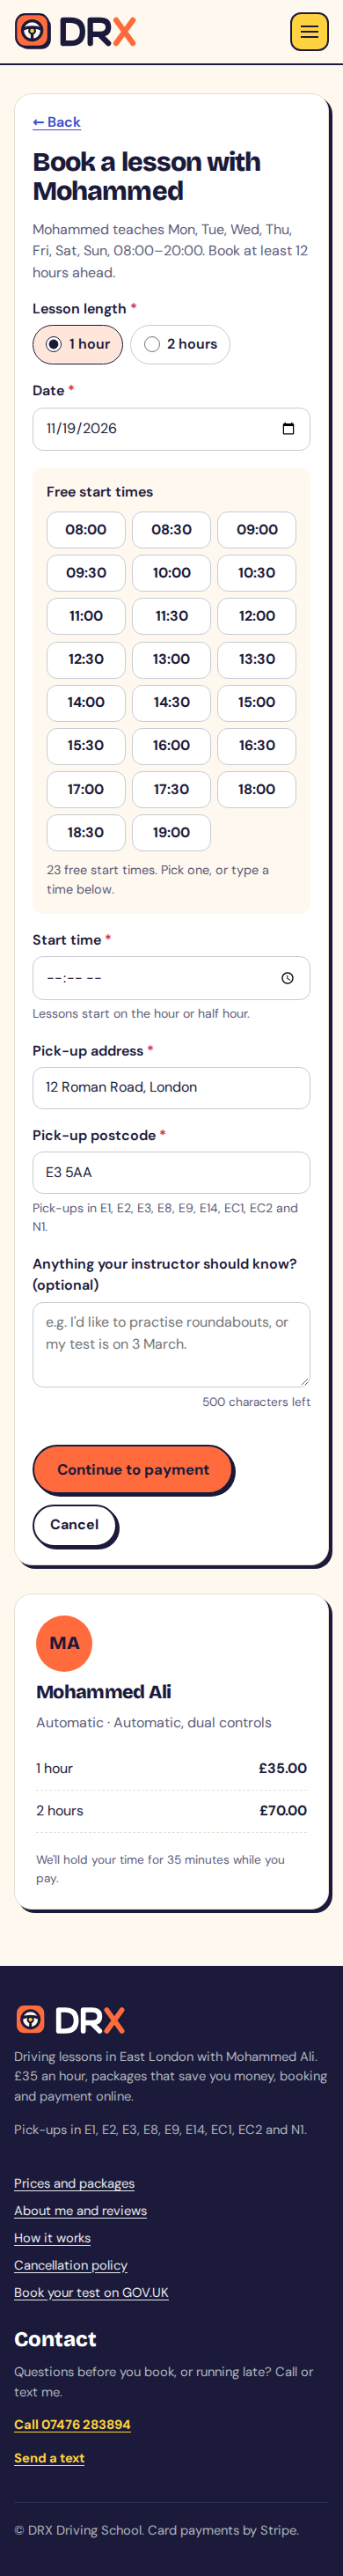 DRX
← Back
Book a lesson with
Mohammed
Mohammed teaches Mon, Tue, Wed, Thu,
Fri, Sat, Sun, 08:00–20:00. Book at least 12
hours ahead.
Lesson length *
1 hour 2 hours
Date *
11/19/2026
Free start times
08:00 08:30 09:00
09:30 10:00 10:30
11:00 11:30 12:00
12:30 13:00 13:30
14:00 14:30 15:00
15:30 16:00 16:30
17:00 17:30 18:00
18:30 19:00
23 free start times. Pick one, or type a
time below.
Start time *
--:-- --
Lessons start on the hour or half hour.
Pick-up address *
12 Roman Road, London
Pick-up postcode *
E3 5AA
Pick-ups in E1, E2, E3, E8, E9, E14, EC1, EC2 and
N1.
Anything your instructor should know?
(optional)
e.g. I'd like to practise roundabouts, or
my test is on 3 March.
500 characters left
Continue to payment
Cancel
MA
Mohammed Ali
Automatic · Automatic, dual controls
1 hour £35.00
2 hours £70.00
We'll hold your time for 35 minutes while you
pay.
DRX
Driving lessons in East London with Mohammed Ali.
£35 an hour, packages that save you money, booking
and payment online.
Pick-ups in E1, E2, E3, E8, E9, E14, EC1, EC2 and N1.
Prices and packages
About me and reviews
How it works
Cancellation policy
Book your test on GOV.UK
Contact
Questions before you book, or running late? Call or
text me.
Call 07476 283894
Send a text
© DRX Driving School. Card payments by Stripe.